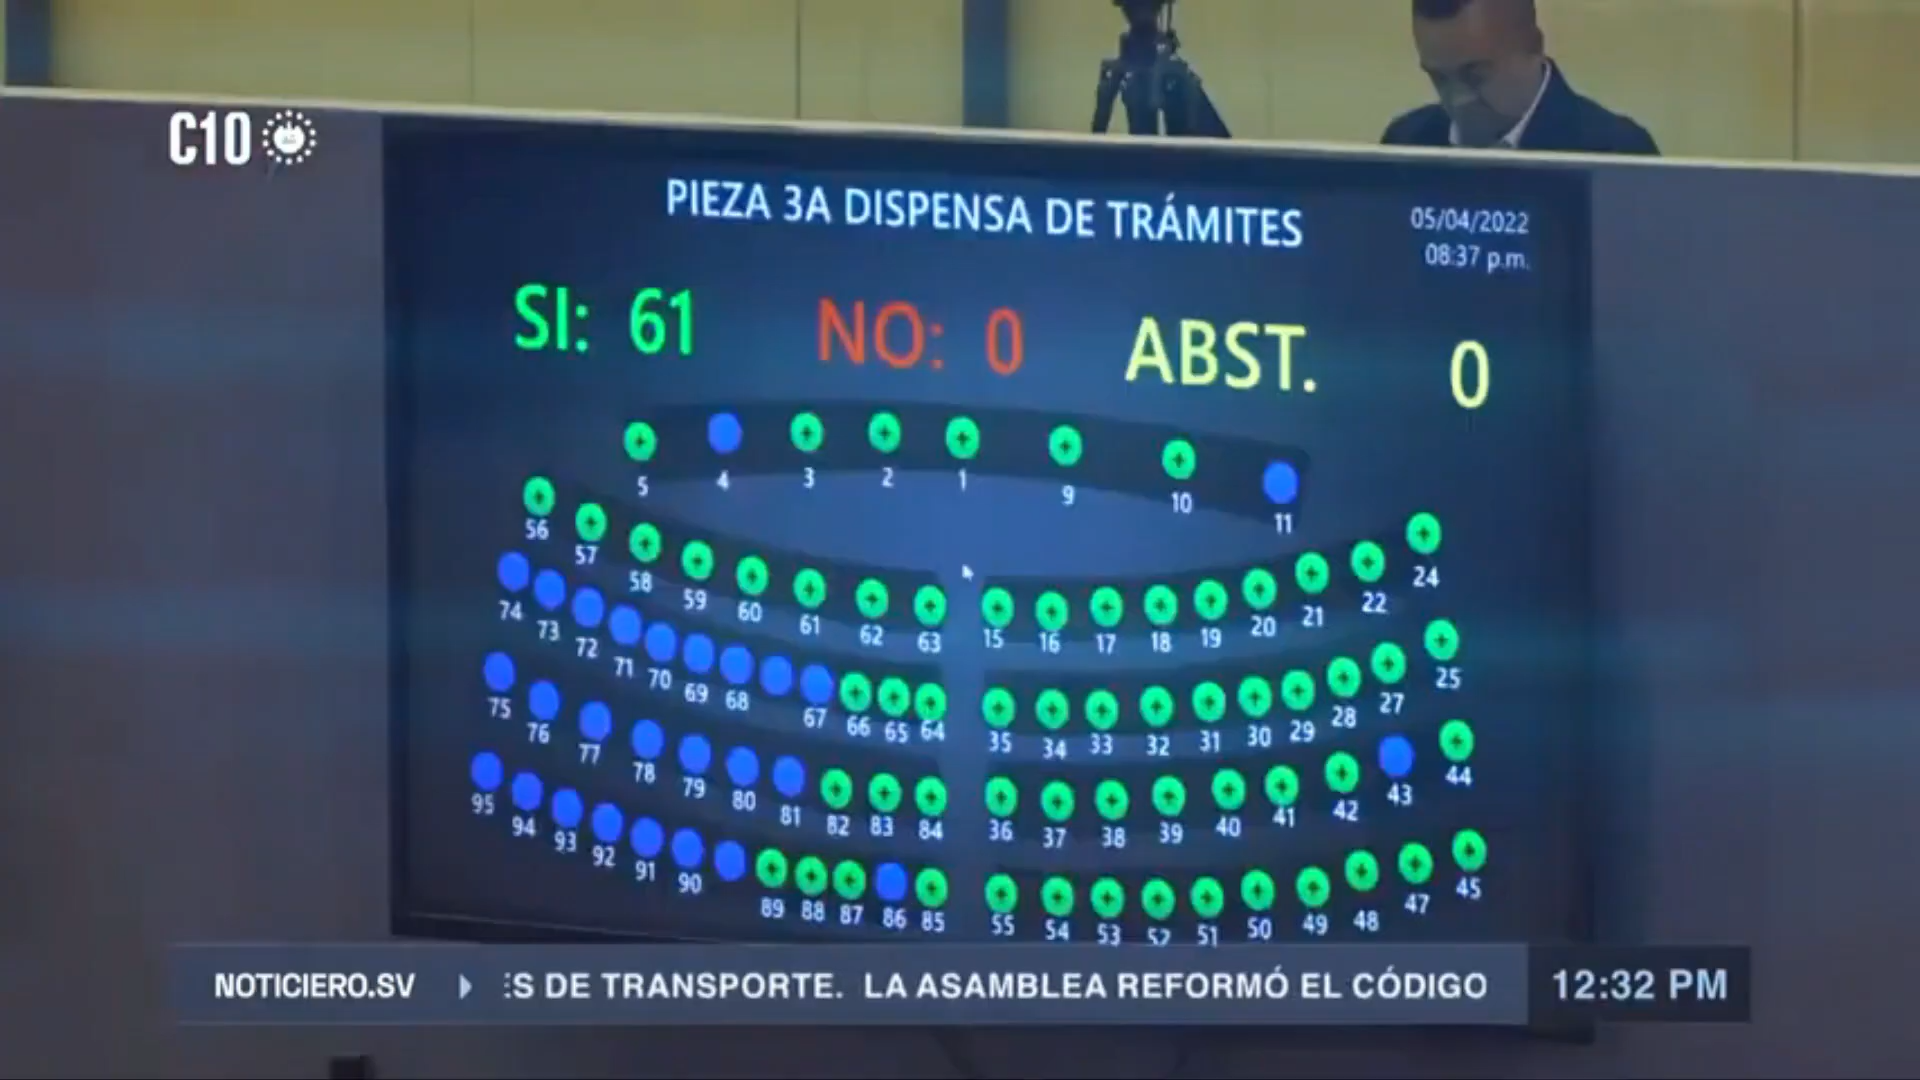 C10
PIEZA 3A DISPENSA DE TRÁMITES
05/04/2022
08:37 p.m.
SI: 61 NO: 0 ABST. 0
5 4 3 2 1 9 10 11
56 57 58 59 60 61 62 63 15 16 17 18 19 20 21 22 24
74 73 72 71 70 69 68 67 66 65 64 35 34 33 32 31 30 29 28 27 25
75 76 77 78 79 80 81 82 83 84 36 37 38 39 40 41 42 43 44
95 94 93 92 91 90 89 88 87 86 85 55 54 53 52 51 50 49 48 47 45
NOTICIERO.SV ES DE TRANSPORTE. LA ASAMBLEA REFORMÓ EL CÓDIGO 12:32 PM